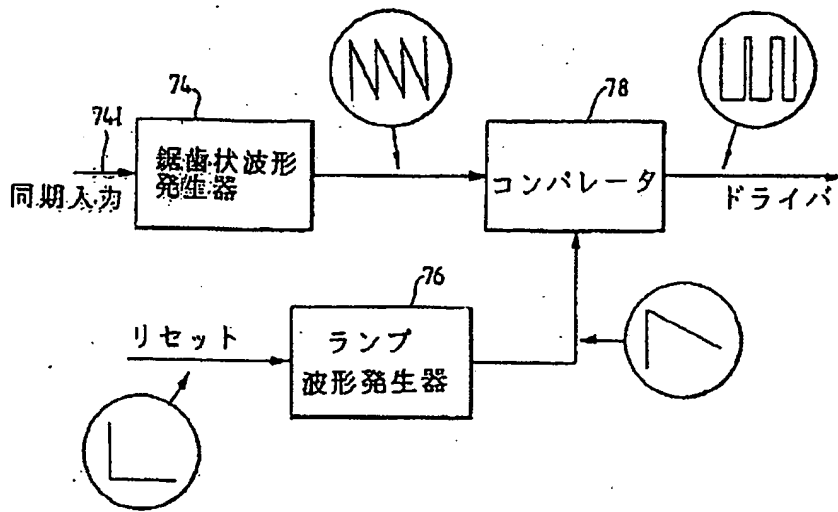 74
74I
鋸歯状波形
発生器
同期入力
78
コンパレータ
ドライバ
76
リセット
ランプ
波形発生器